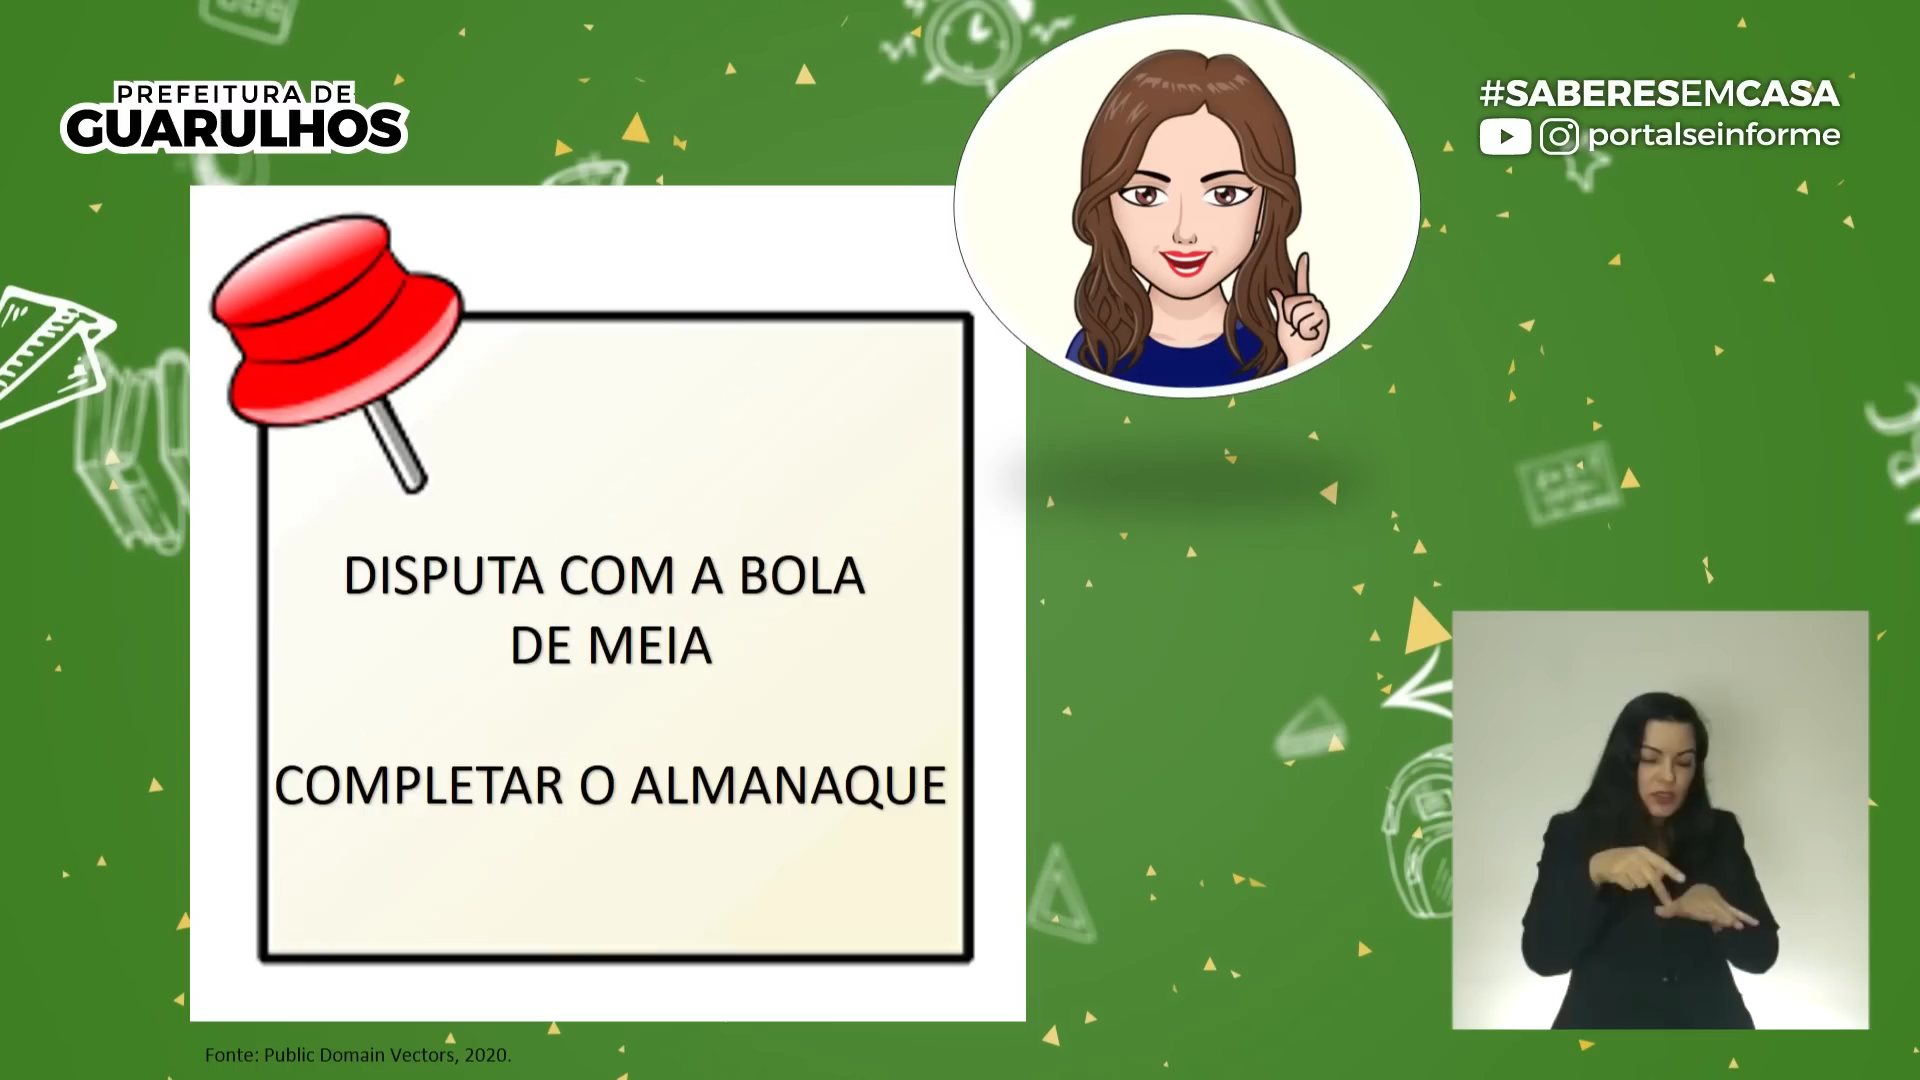 PREFEITURA DE
GUARULHOS
#SABERESEMCASA
portalseinforme
DISPUTA COM A BOLA
DE MEIA
COMPLETAR O ALMANAQUE
Fonte: Public Domain Vectors, 2020.